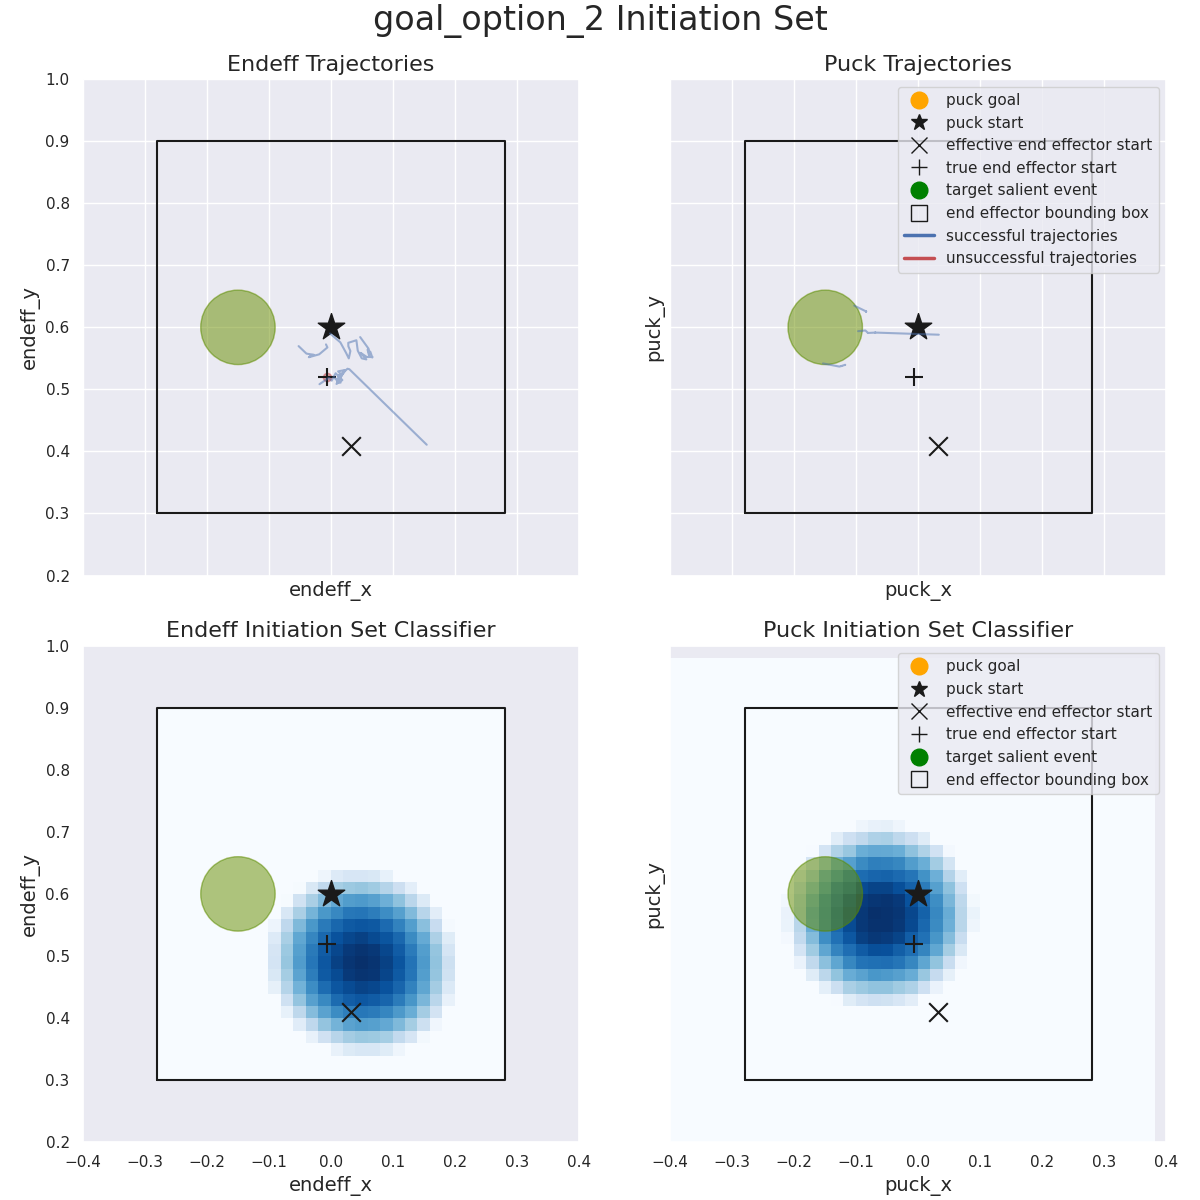 goal_option_2 Initiation Set
Endeff Trajectories
Puck Trajectories
1.0
0.9
0.8
0.7
0.6
0.5
0.4
0.3
0.2
endeff_y
endeff_x
puck goal
puck start
effective end effector start
true end effector start
target salient event
end effector bounding box
successful trajectories
unsuccessful trajectories
puck_y
puck_x
Endeff Initiation Set Classifier
Puck Initiation Set Classifier
1.0
0.9
0.8
0.7
0.6
0.5
0.4
0.3
0.2
endeff_y
−0.4 −0.3 −0.2 −0.1 0.0 0.1 0.2 0.3 0.4
endeff_x
puck goal
puck start
effective end effector start
true end effector start
target salient event
end effector bounding box
puck_y
−0.4 −0.3 −0.2 −0.1 0.0 0.1 0.2 0.3 0.4
puck_x